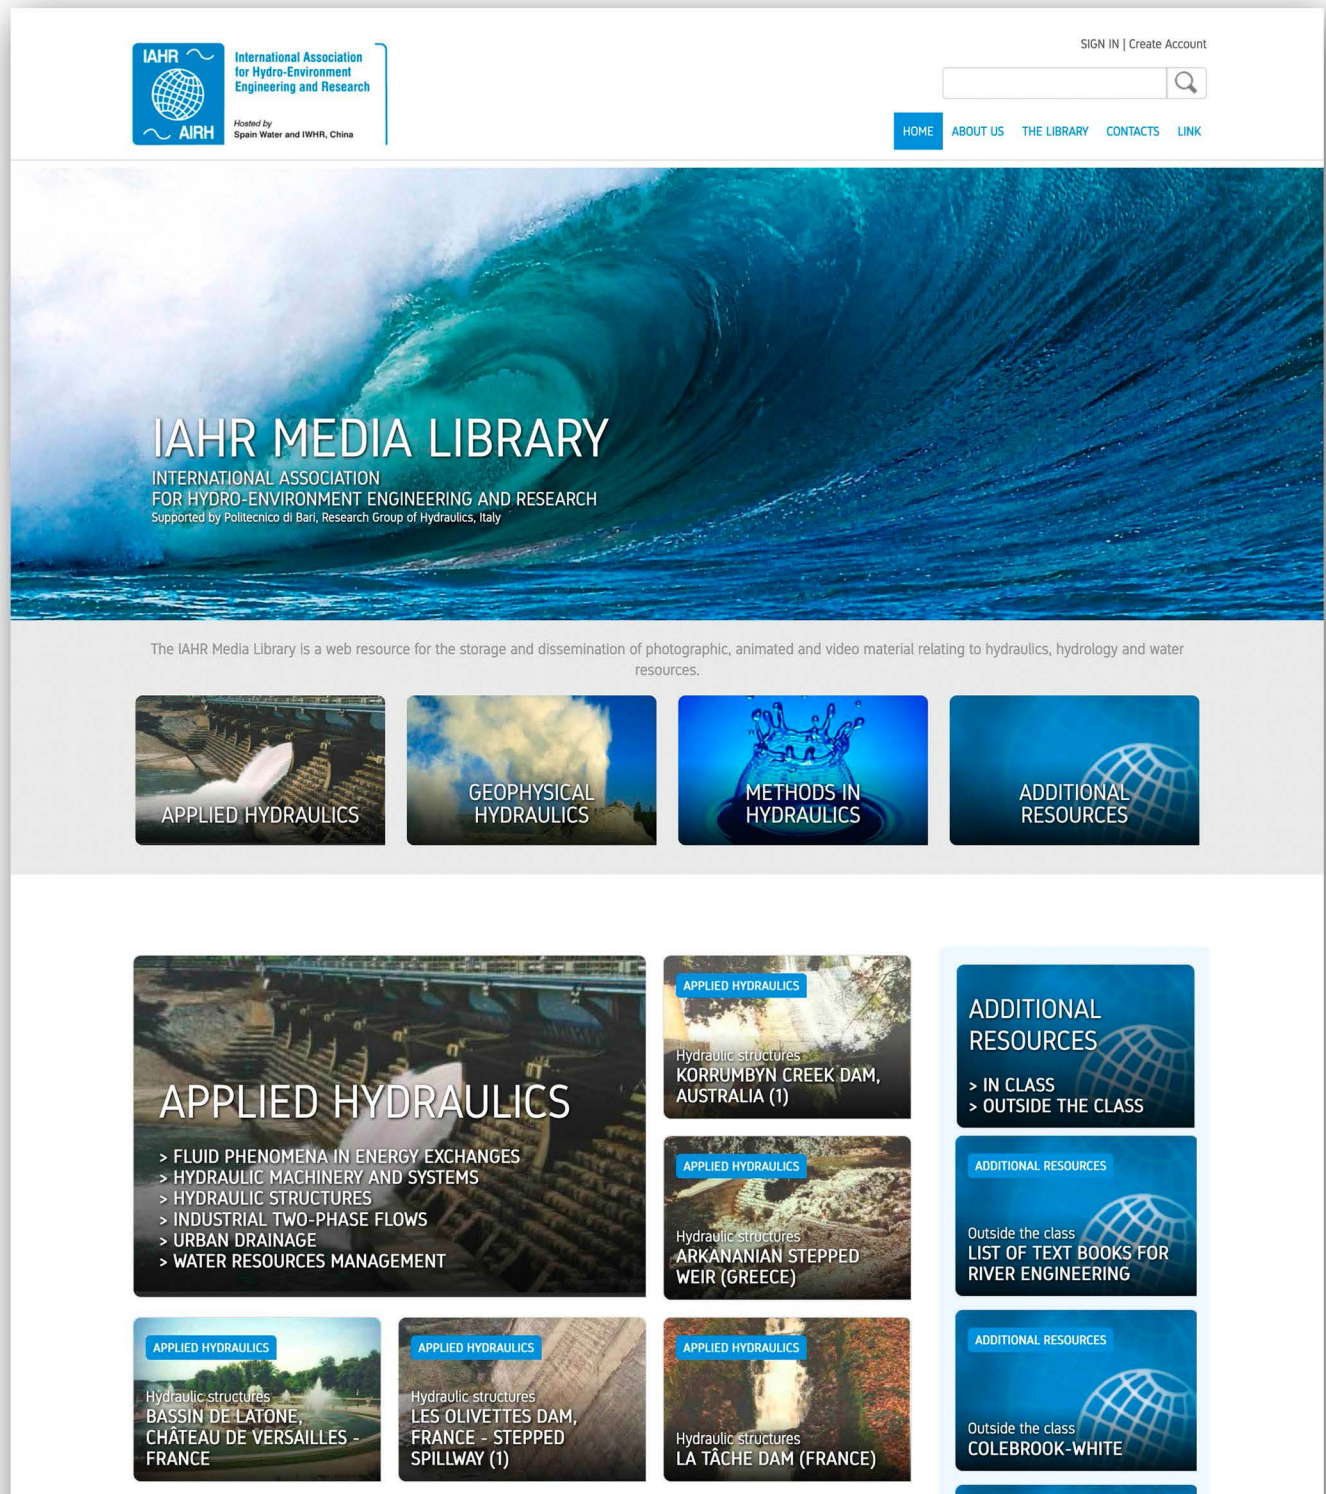 IAHR
AIRH
International Association
for Hydro-Environment
Engineering and Research
Hosted by
Spain Water and IWHR, China
SIGN IN | Create Account
HOME ABOUT US THE LIBRARY CONTACTS LINK
IAHR MEDIA LIBRARY
INTERNATIONAL ASSOCIATION
FOR HYDRO-ENVIRONMENT ENGINEERING AND RESEARCH
Supported by Politecnico di Bari, Research Group of Hydraulics, Italy
The IAHR Media Library is a web resource for the storage and dissemination of photographic, animated and video material relating to hydraulics, hydrology and water
resources.
APPLIED HYDRAULICS
GEOPHYSICAL
HYDRAULICS
METHODS IN
HYDRAULICS
ADDITIONAL
RESOURCES
APPLIED HYDRAULICS
> FLUID PHENOMENA IN ENERGY EXCHANGES
> HYDRAULIC MACHINERY AND SYSTEMS
> HYDRAULIC STRUCTURES
> INDUSTRIAL TWO-PHASE FLOWS
> URBAN DRAINAGE
> WATER RESOURCES MANAGEMENT
APPLIED HYDRAULICS
Hydraulic structures
KORRUMBYN CREEK DAM,
AUSTRALIA (1)
APPLIED HYDRAULICS
Hydraulic structures
ARKANANIAN STEPPED
WEIR (GREECE)
APPLIED HYDRAULICS
Hydraulic structures
BASSIN DE LATONE,
CHÂTEAU DE VERSAILLES -
FRANCE
APPLIED HYDRAULICS
Hydraulic structures
LES OLIVETTES DAM,
FRANCE - STEPPED
SPILLWAY (1)
APPLIED HYDRAULICS
Hydraulic structures
LA TÂCHE DAM (FRANCE)
ADDITIONAL
RESOURCES
> IN CLASS
> OUTSIDE THE CLASS
ADDITIONAL RESOURCES
Outside the class
LIST OF TEXT BOOKS FOR
RIVER ENGINEERING
ADDITIONAL RESOURCES
Outside the class
COLEBROOK-WHITE